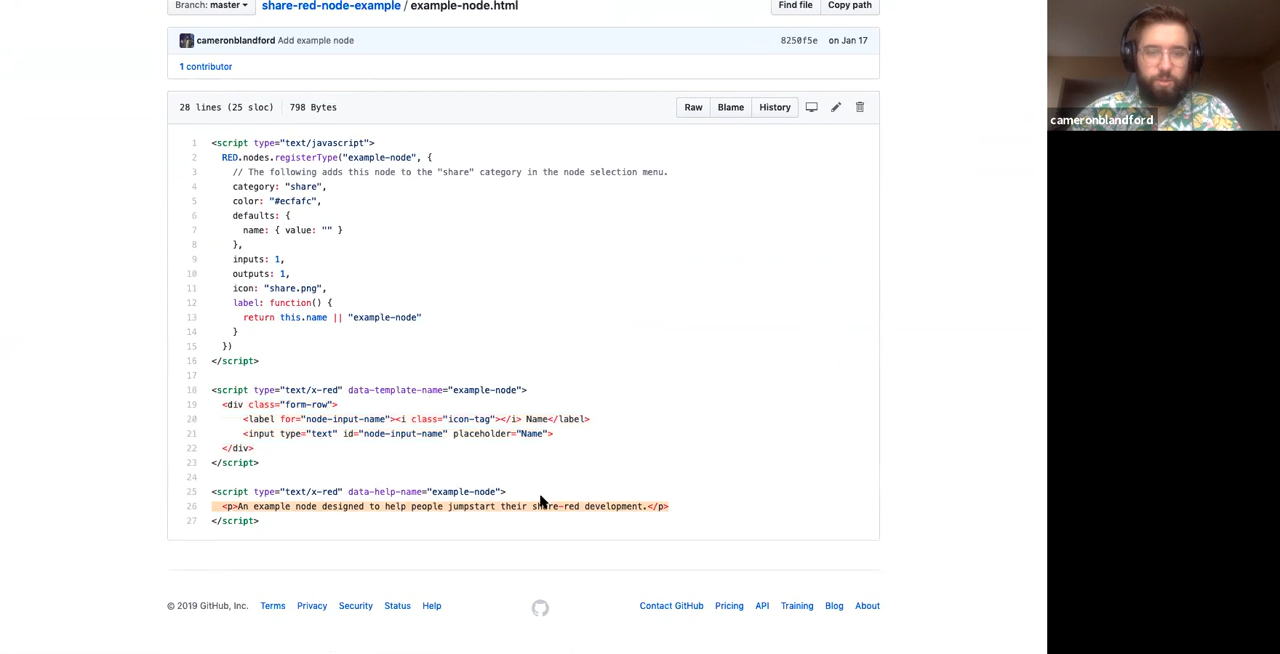 Branch: master share-red-node-example / example-node.html Find file Copy path
cameronblandford Add example node 8250f5e on Jan 17
1 contributor
cameronblandford
28 lines (25 sloc) 798 Bytes Raw Blame History
1 <script type="text/javascript">
2 RED.nodes.registerType("example-node", {
3 // The following adds this node to the "share" category in the node selection menu.
4 category: "share",
5 color: "#ecfafc",
6 defaults: {
7 name: { value: "" }
8 },
9 inputs: 1,
10 outputs: 1,
11 icon: "share.png",
12 label: function() {
13 return this.name || "example-node"
14 }
15 })
16 </script>
17
18 <script type="text/x-red" data-template-name="example-node">
19 <div class="form-row">
20 <label for="node-input-name"><i class="icon-tag"></i> Name</label>
21 <input type="text" id="node-input-name" placeholder="Name">
22 </div>
23 </script>
24
25 <script type="text/x-red" data-help-name="example-node">
26 <p>An example node designed to help people jumpstart their share-red development.</p>
27 </script>
© 2019 GitHub, Inc. Terms Privacy Security Status Help Contact GitHub Pricing API Training Blog About